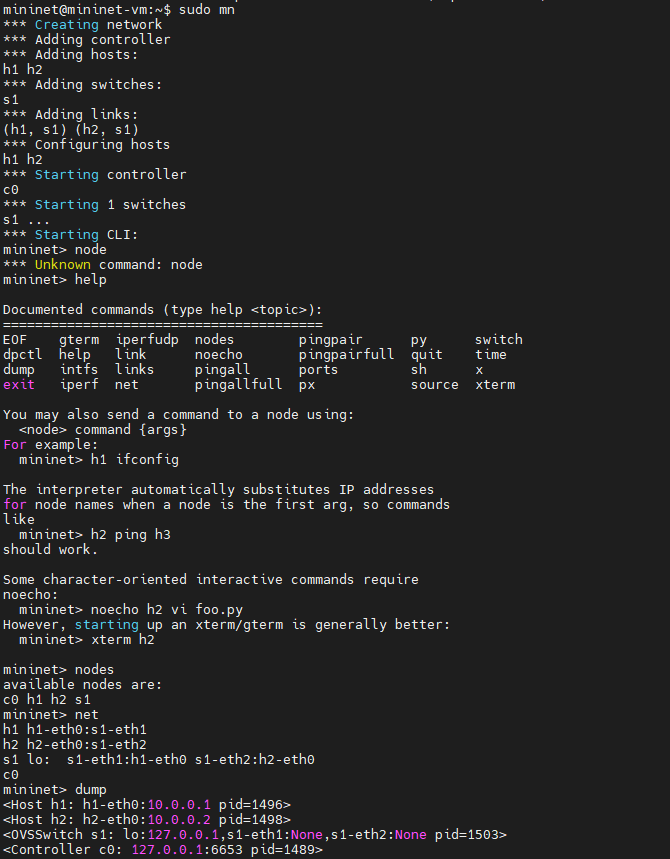 mininet@mininet-vm:~$ sudo mn
*** Creating network
*** Adding controller
*** Adding hosts:
h1 h2
*** Adding switches:
s1
*** Adding links:
(h1, s1) (h2, s1)
*** Configuring hosts
h1 h2
*** Starting controller
c0
*** Starting 1 switches
s1 ...
*** Starting CLI:
mininet> node
*** Unknown command: node
mininet> help

Documented commands (type help <topic>):
========================================
EOF    gterm  iperfudp  nodes        pingpair      py      switch
dpctl  help   link      noecho       pingpairfull  quit    time
dump   intfs  links     pingall      ports         sh      x
exit   iperf  net       pingallfull  px            source  xterm

You may also send a command to a node using:
  <node> command {args}
For example:
  mininet> h1 ifconfig

The interpreter automatically substitutes IP addresses
for node names when a node is the first arg, so commands
like
  mininet> h2 ping h3
should work.

Some character-oriented interactive commands require
noecho:
  mininet> noecho h2 vi foo.py
However, starting up an xterm/gterm is generally better:
  mininet> xterm h2

mininet> nodes
available nodes are:
c0 h1 h2 s1
mininet> net
h1 h1-eth0:s1-eth1
h2 h2-eth0:s1-eth2
s1 lo:  s1-eth1:h1-eth0 s1-eth2:h2-eth0
c0
mininet> dump
<Host h1: h1-eth0:10.0.0.1 pid=1496>
<Host h2: h2-eth0:10.0.0.2 pid=1498>
<OVSSwitch s1: lo:127.0.0.1,s1-eth1:None,s1-eth2:None pid=1503>
<Controller c0: 127.0.0.1:6653 pid=1489>